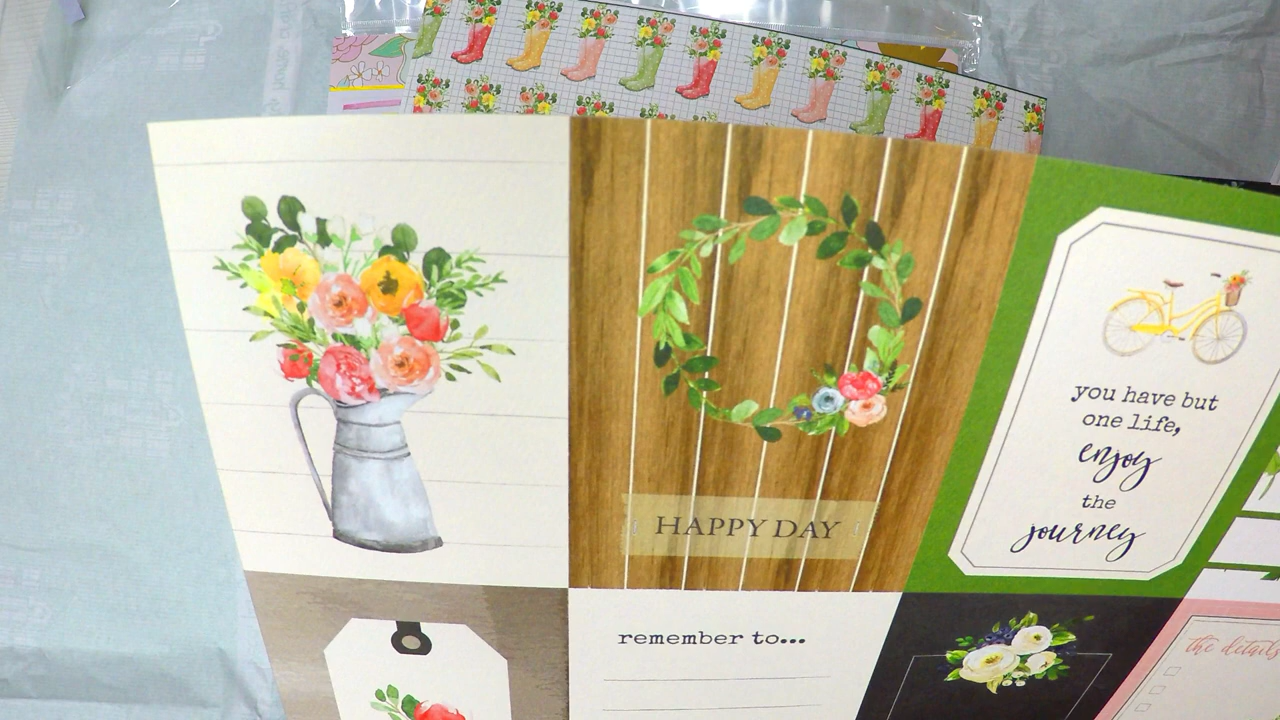 you have but
one life,
enjoy
the
journey
HAPPY DAY
remember to...
the details